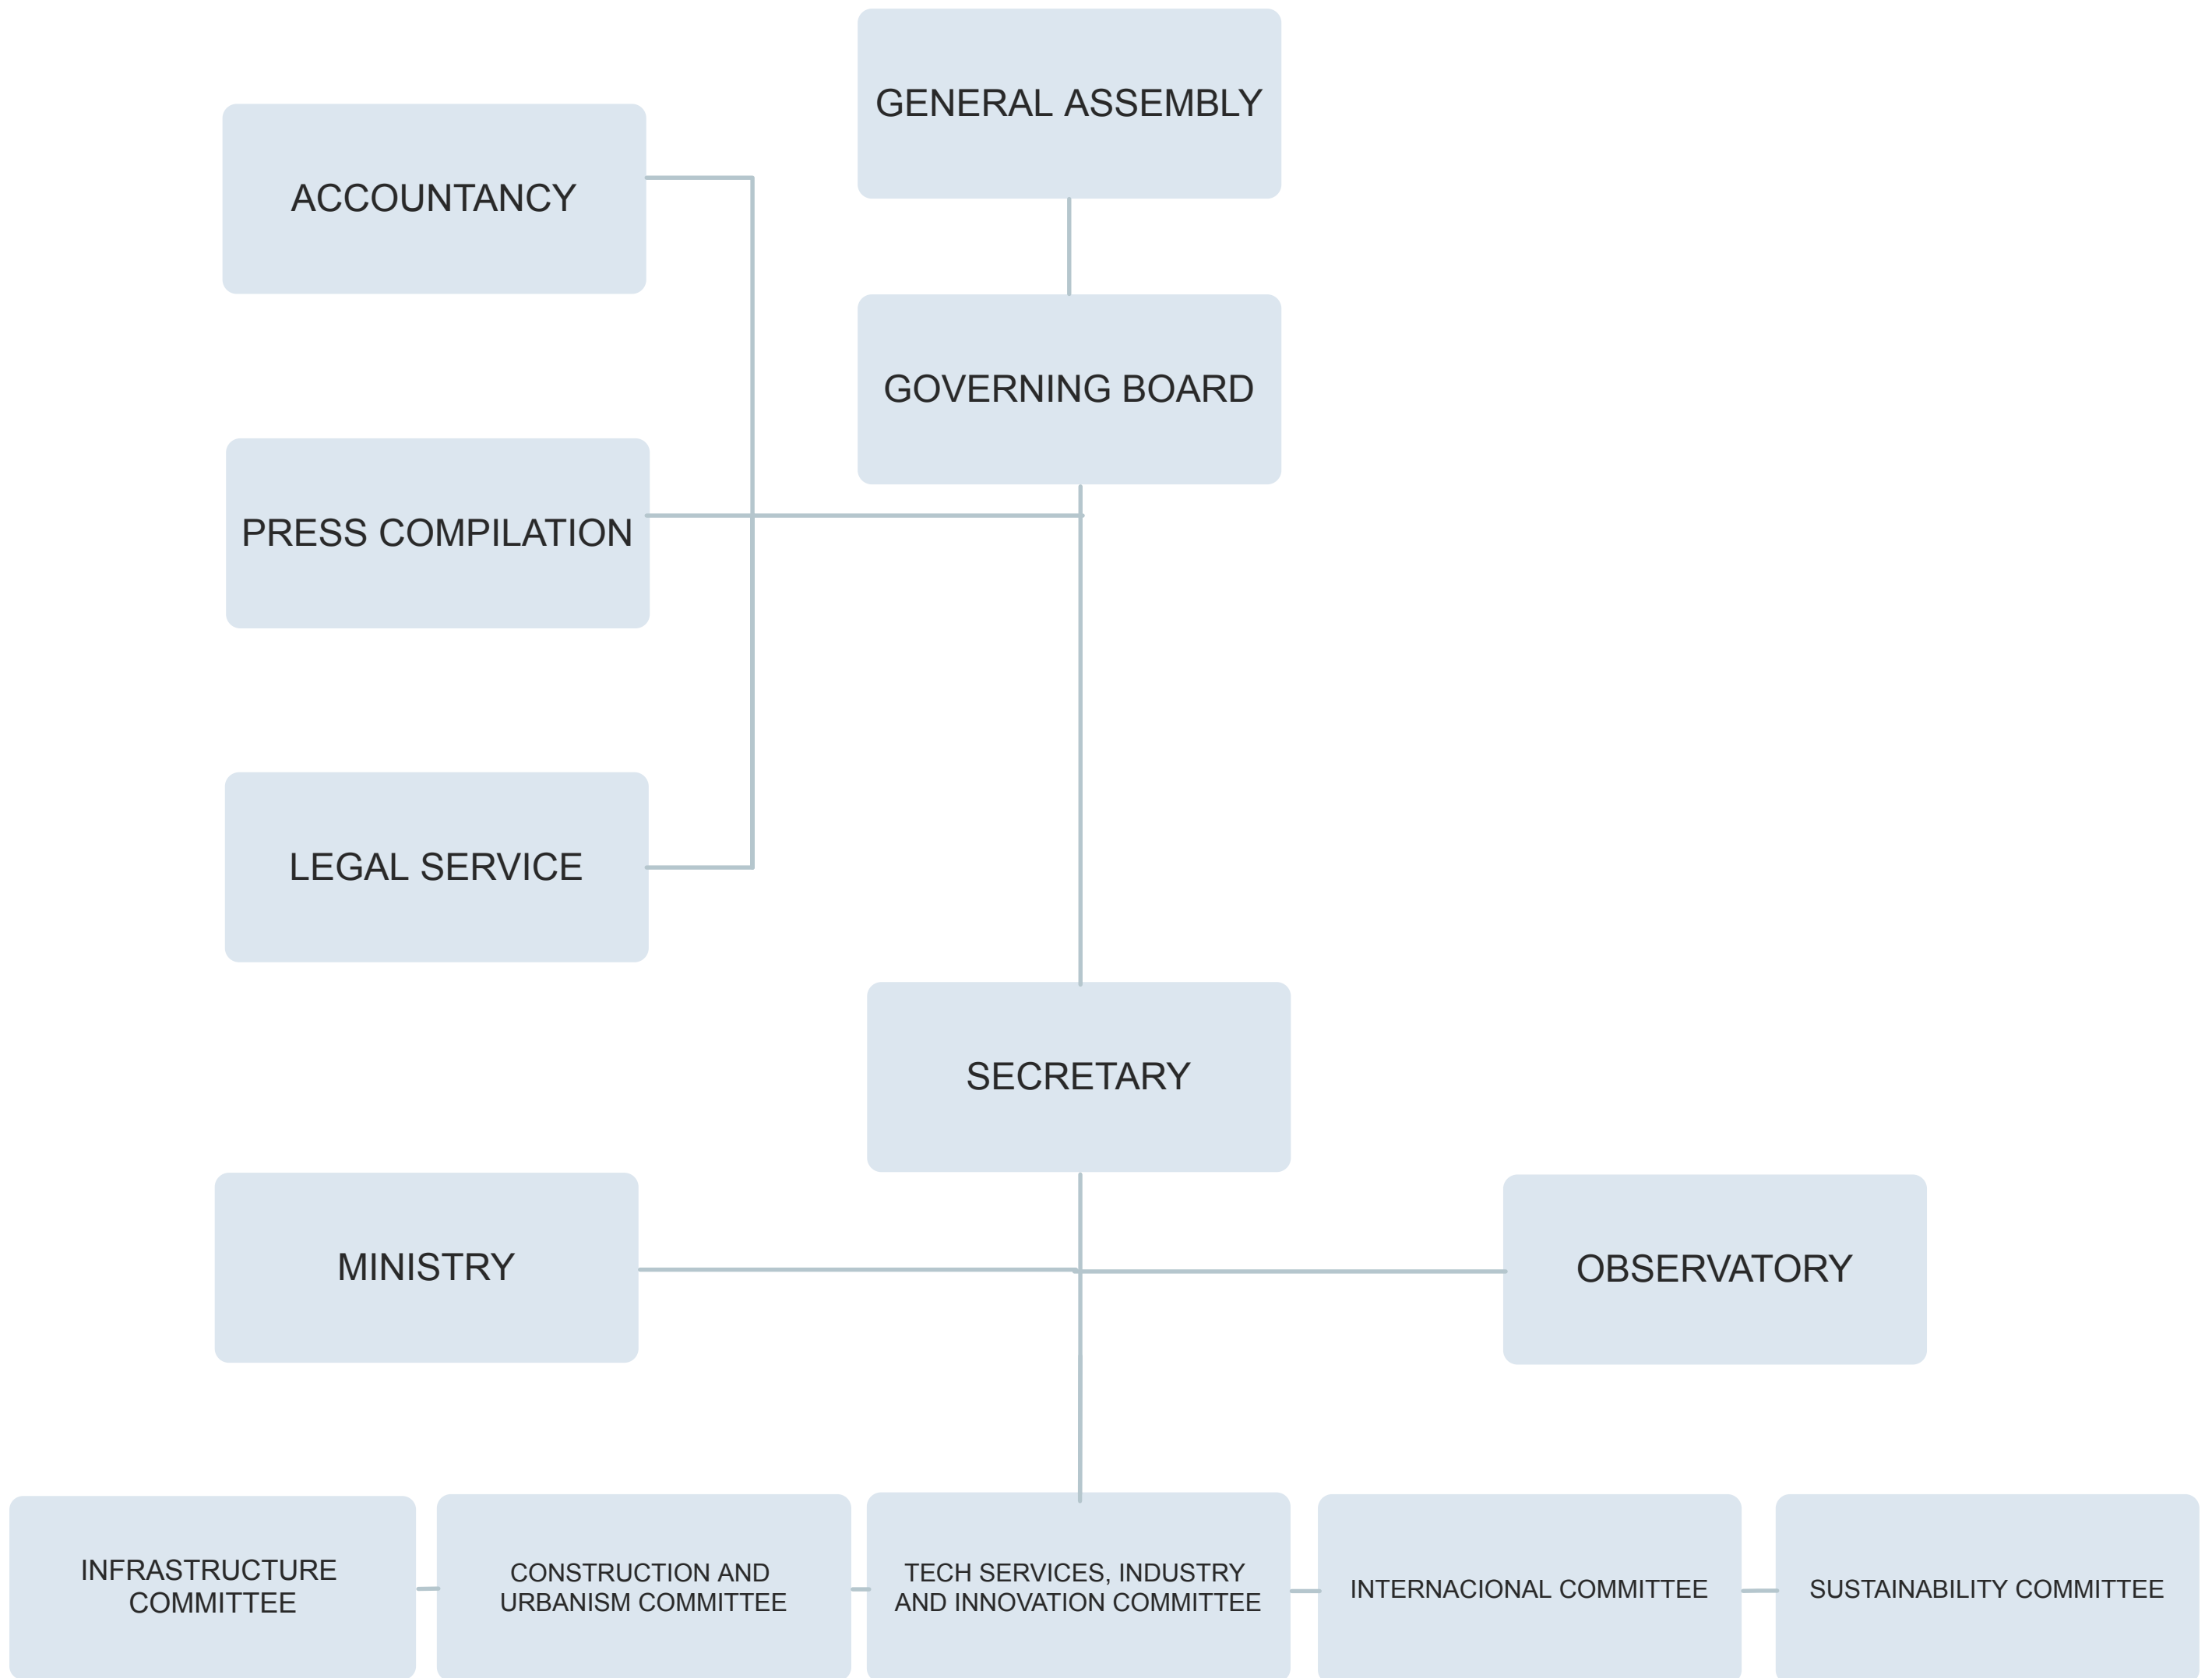 GENERAL ASSEMBLY
ACCOUNTANCY
GOVERNING BOARD
PRESS COMPILATION
LEGAL SERVICE
SECRETARY
MINISTRY
OBSERVATORY
INFRASTRUCTURE
COMMITTEE
CONSTRUCTION AND
URBANISM COMMITTEE
TECH SERVICES, INDUSTRY
AND INNOVATION COMMITTEE
INTERNACIONAL COMMITTEE
SUSTAINABILITY COMMITTEE